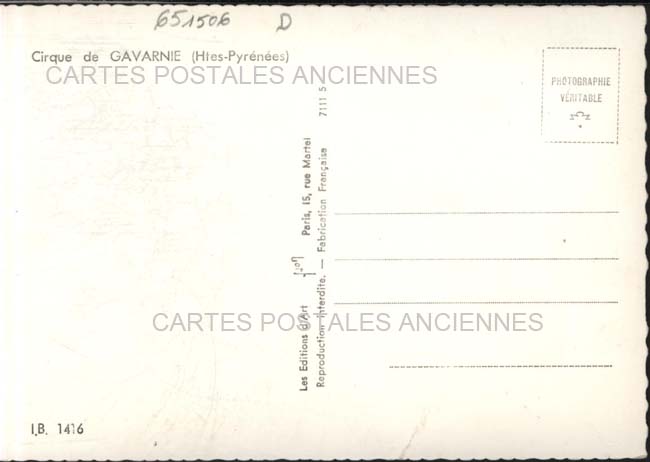 651506 D
Cirque de GAVARNIE (Htes-Pyrénées)
CARTES POSTALES ANCIENNES
PHOTOGRAPHIE
VÉRITABLE
Les Editions d'Art Yvon Paris, 15, rue Martel
Reproduction interdite. — Fabrication Française 7111 5
CARTES POSTALES ANCIENNES
I.B. 1416